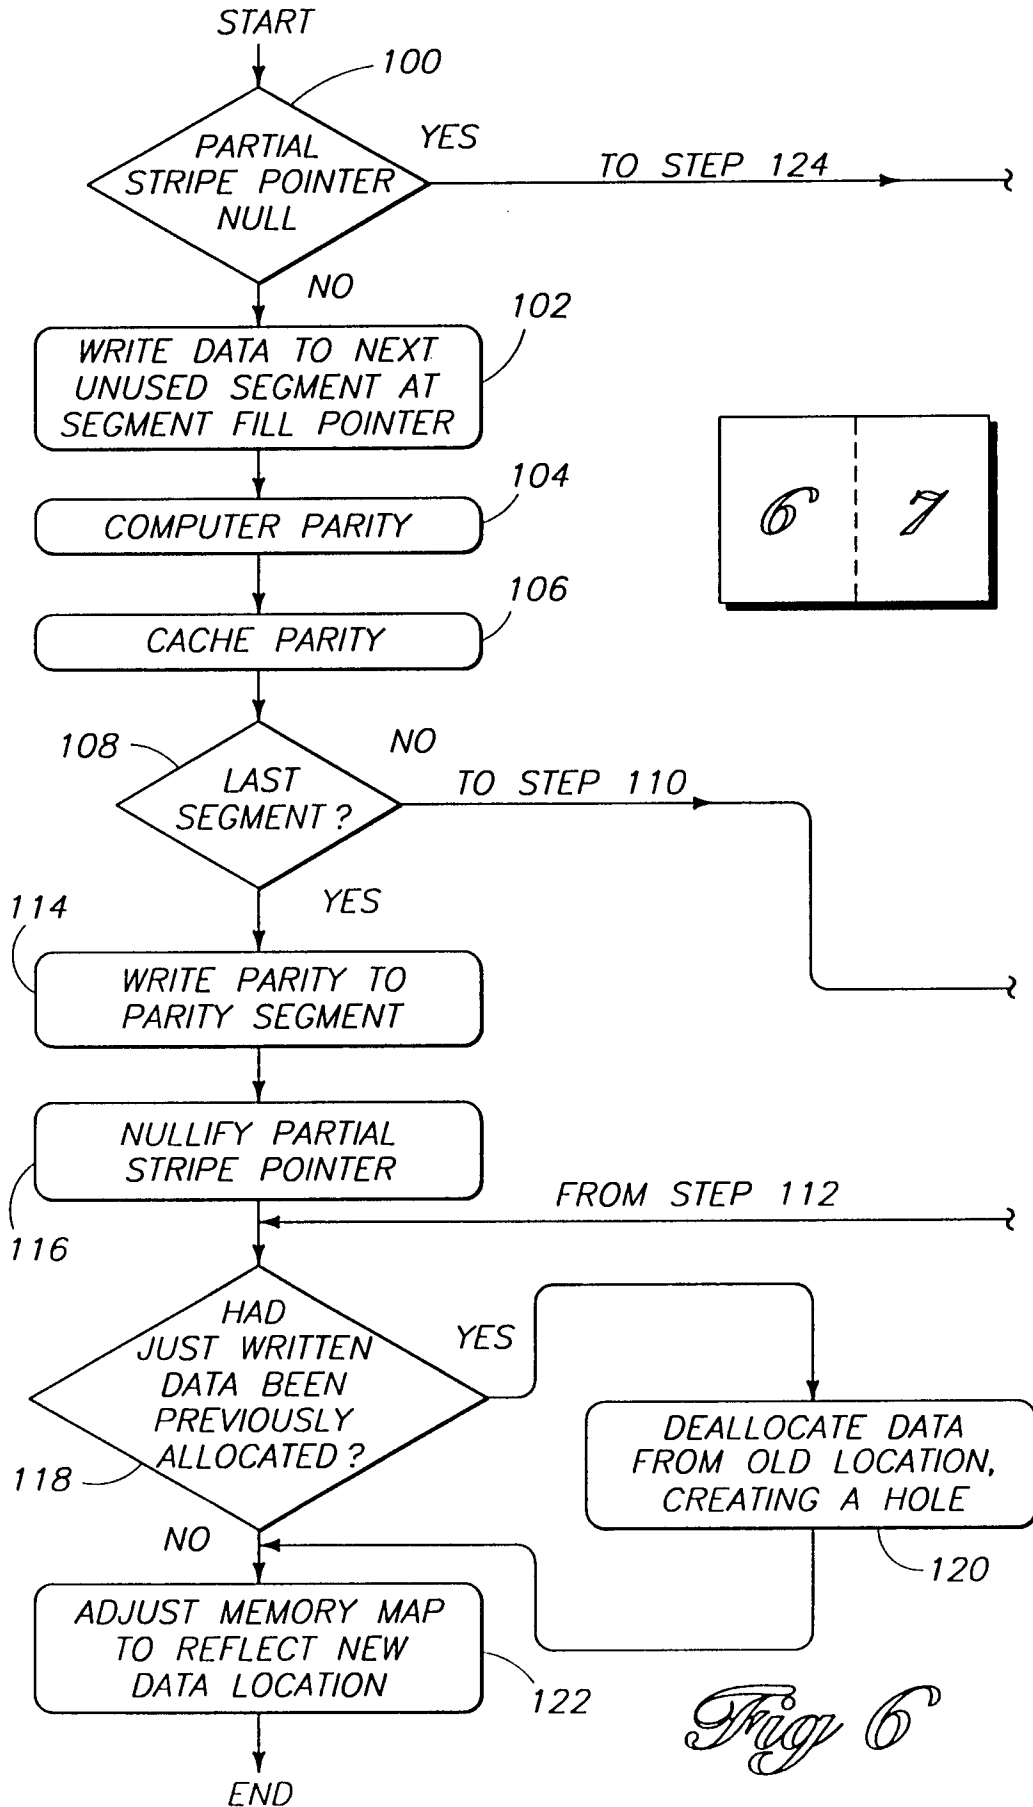 START
100
PARTIAL
STRIPE POINTER
NULL
YES
TO STEP 124
NO
102
WRITE DATA TO NEXT
UNUSED SEGMENT AT
SEGMENT FILL POINTER
104
COMPUTER PARITY
6 7
106
CACHE PARITY
108
LAST
SEGMENT?
NO
TO STEP 110
YES
114
WRITE PARITY TO
PARITY SEGMENT
NULLIFY PARTIAL
STRIPE POINTER
116
FROM STEP 112
HAD
JUST WRITTEN
DATA BEEN
PREVIOUSLY
ALLOCATED?
118
YES
DEALLOCATE DATA
FROM OLD LOCATION,
CREATING A HOLE
120
NO
ADJUST MEMORY MAP
TO REFLECT NEW
DATA LOCATION
122
END
Fig 6